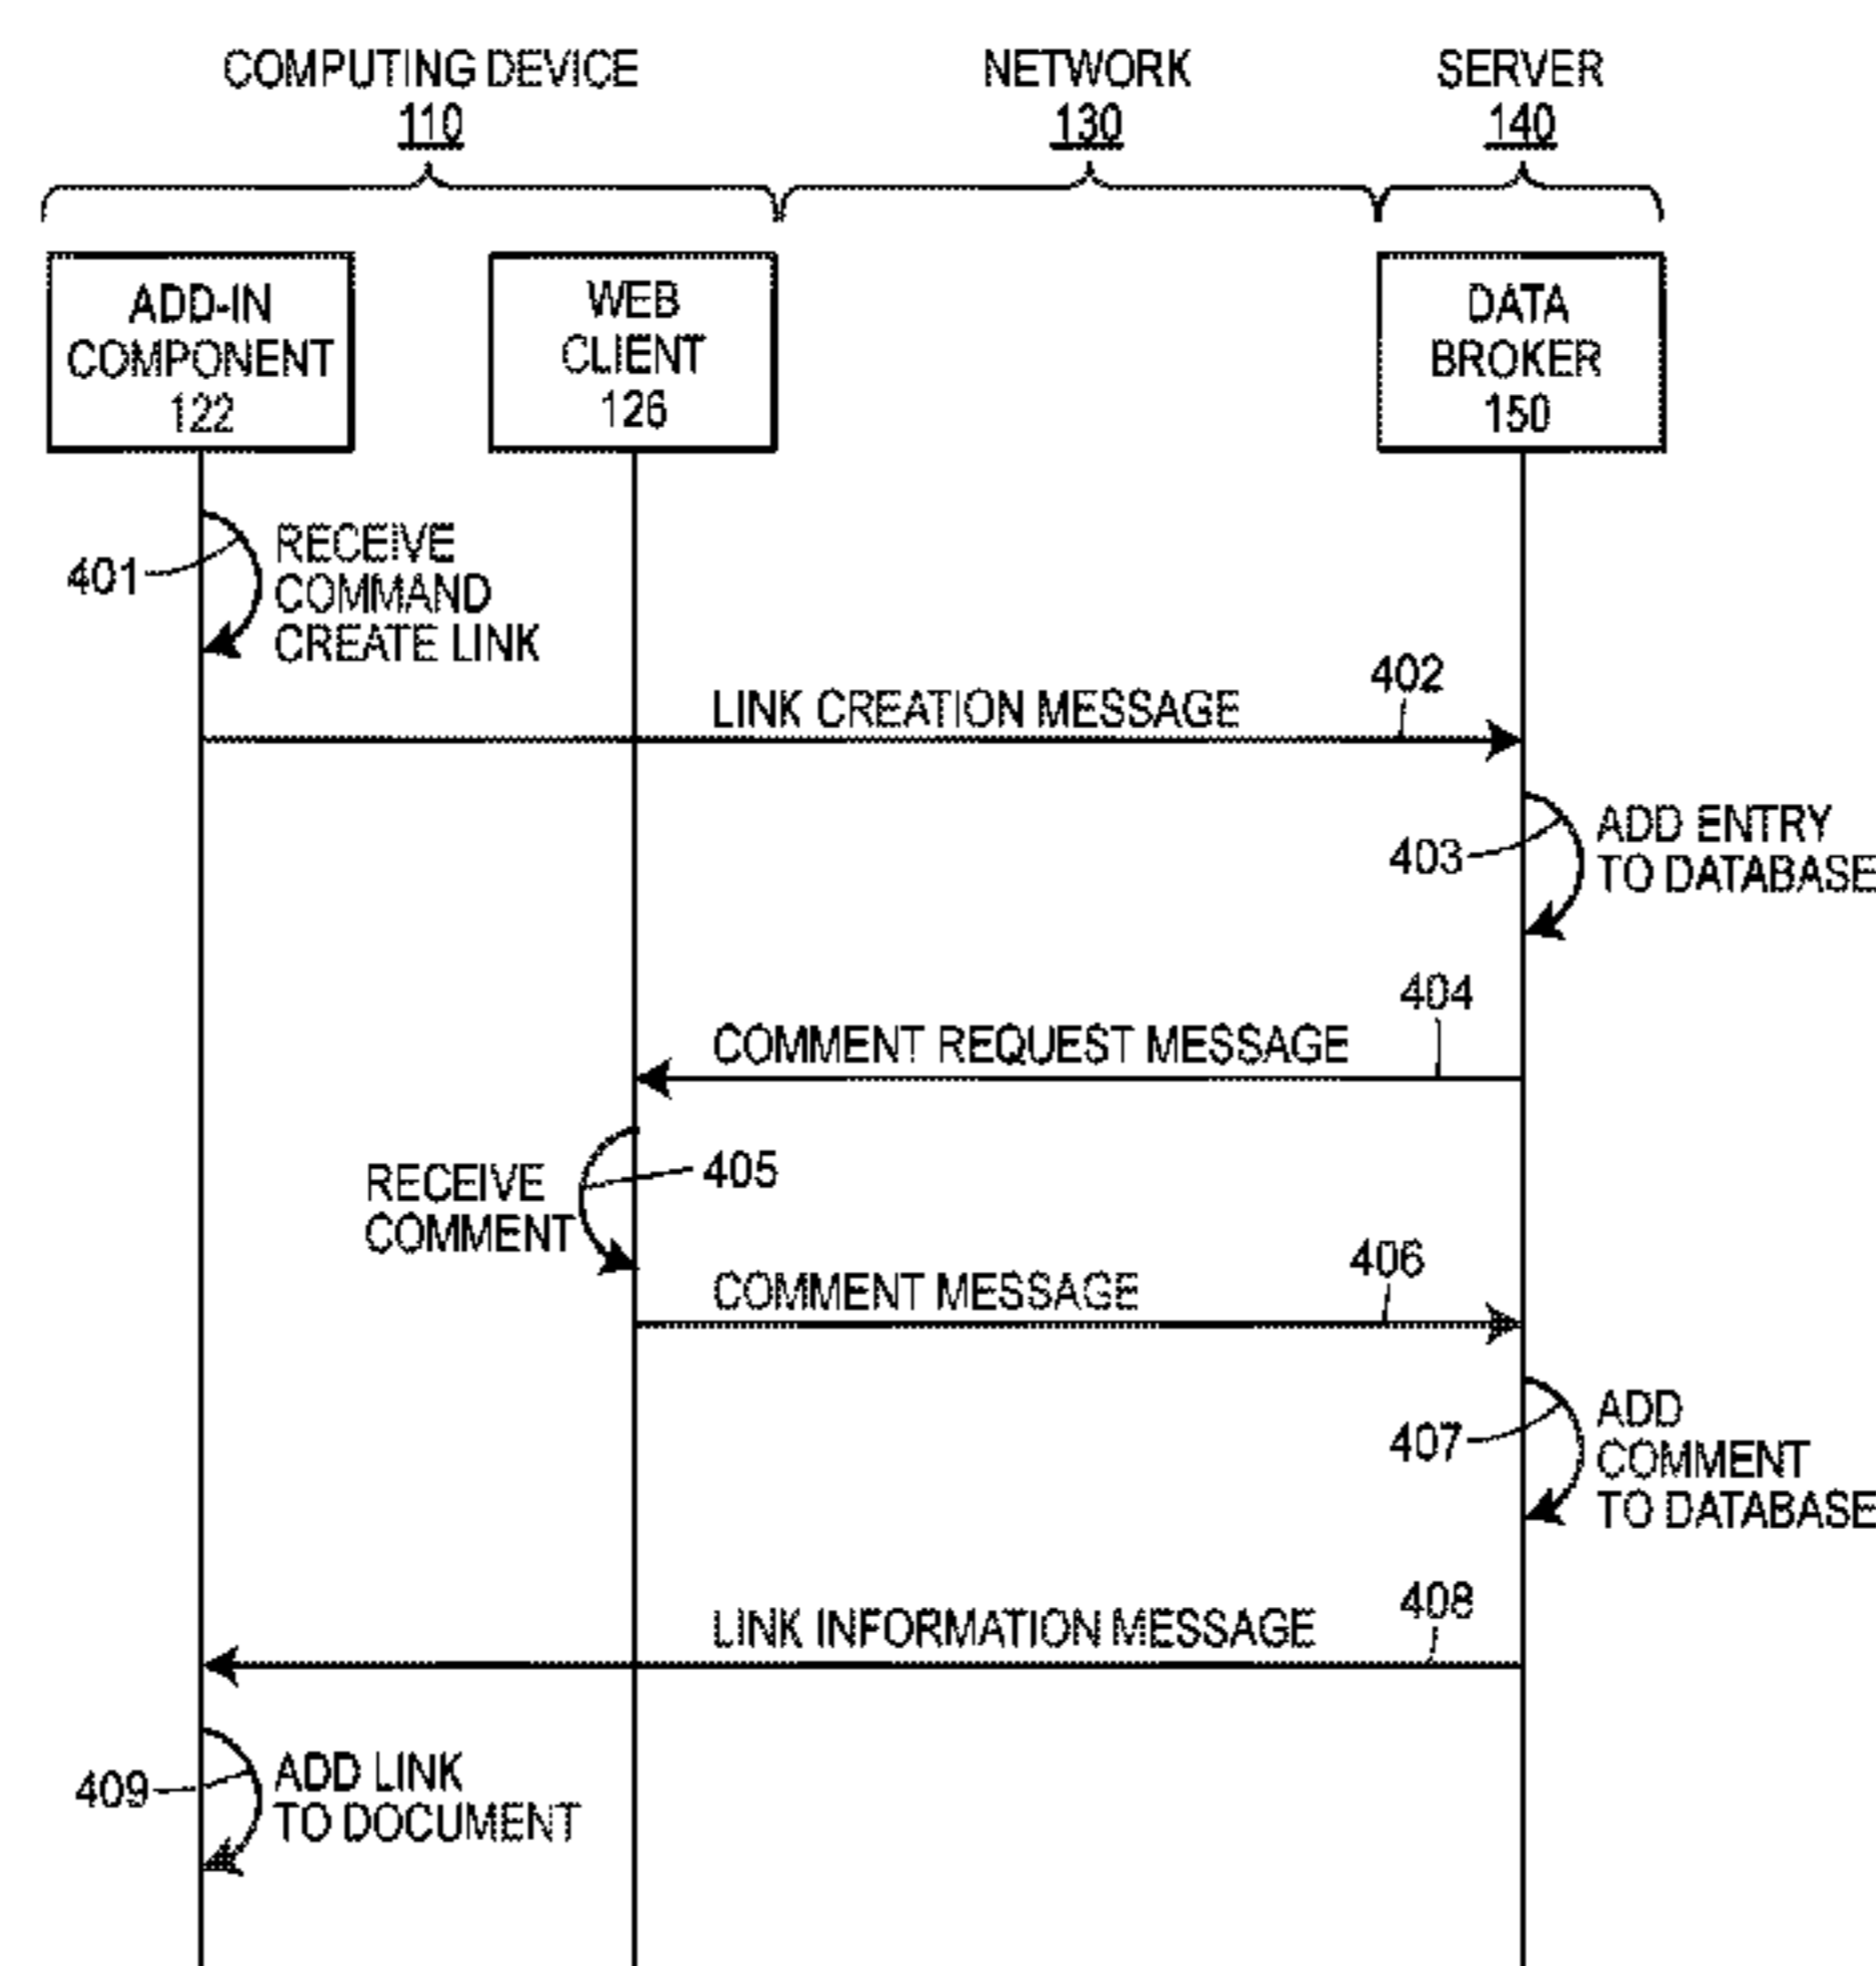 COMPUTING DEVICE
110
NETWORK
130
SERVER
140
ADD-IN
COMPONENT
122
WEB
CLIENT
126
DATA
BROKER
150
401
RECEIVE
COMMAND
CREATE LINK
LINK CREATION MESSAGE
402
403
ADD ENTRY
TO DATABASE
404
COMMENT REQUEST MESSAGE
RECEIVE
COMMENT
405
COMMENT MESSAGE
406
407
ADD
COMMENT
TO DATABASE
LINK INFORMATION MESSAGE
408
409
ADD LINK
TO DOCUMENT